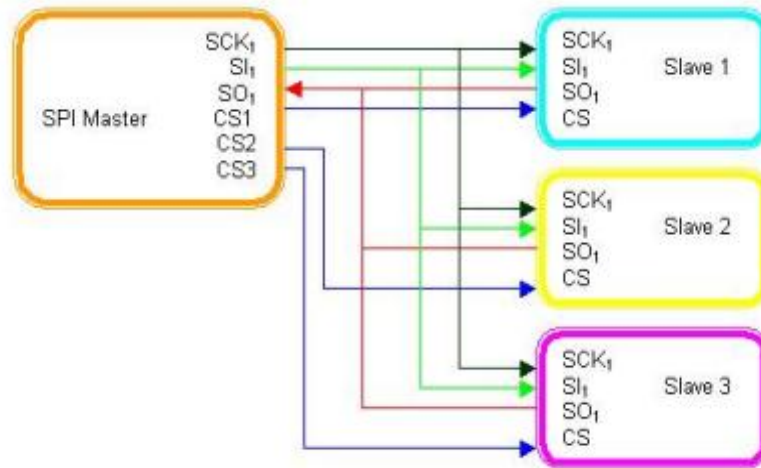 SPI Master
SCK₁
SI₁
SO₁
CS1
CS2
CS3
SCK₁
SI₁
SO₁
CS
Slave 1
SCK₁
SI₁
SO₁
CS
Slave 2
SCK₁
SI₁
SO₁
CS
Slave 3